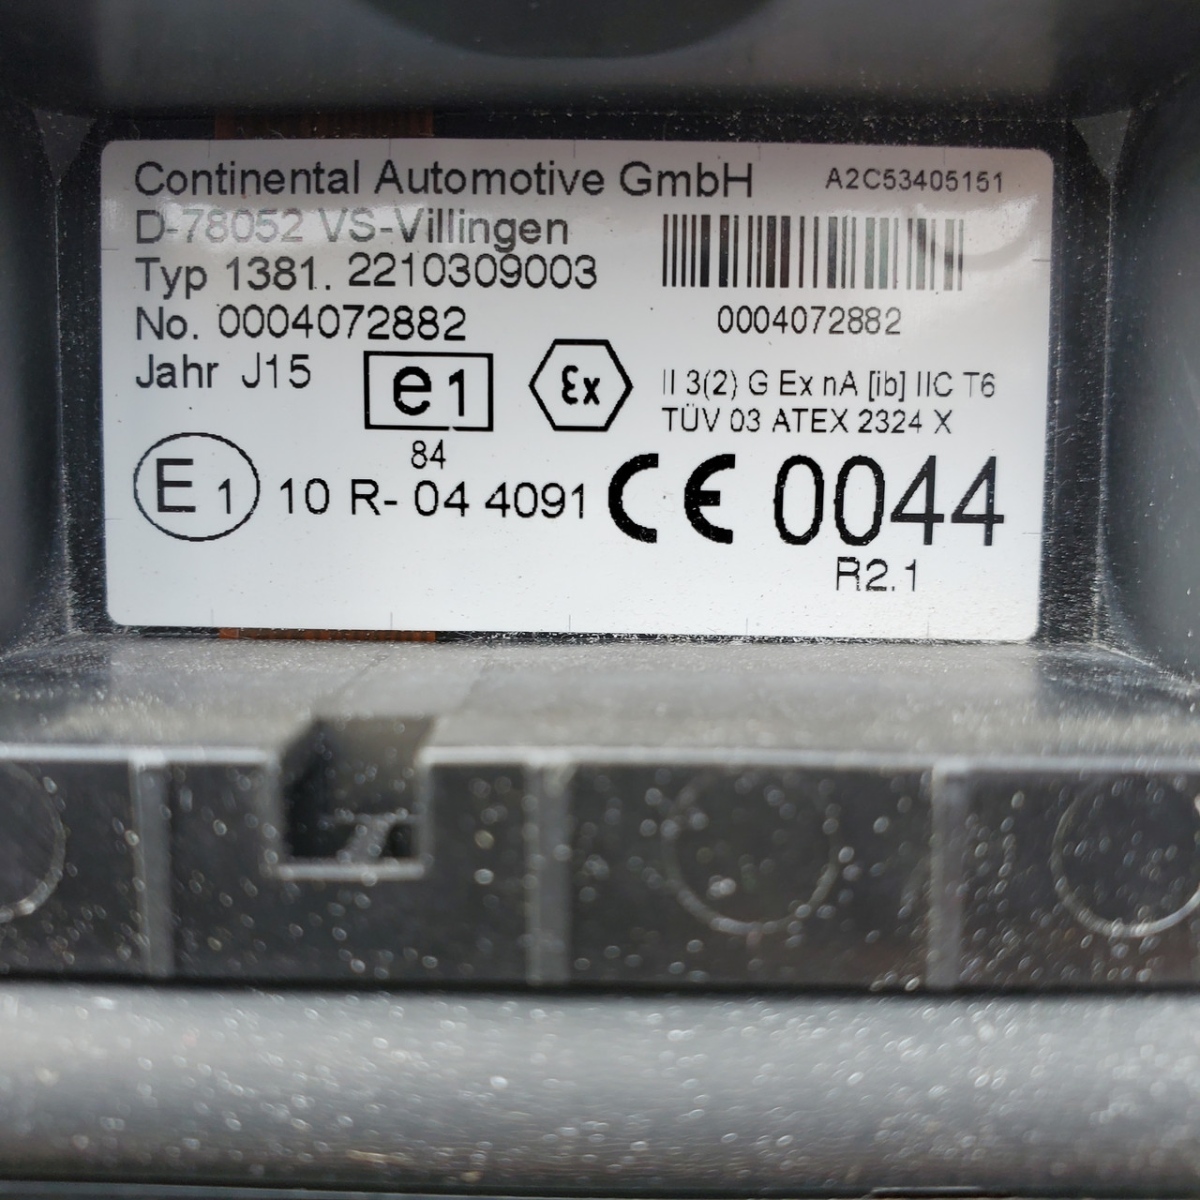 Continental Automotive GmbH A2C53405151
D-78052 VS-Villingen
Typ 1381. 2210309003
No. 0004072882 0004072882
Jahr J15 e1 Ex II 3(2) G Ex nA [ib] IIC T6
TÜV 03 ATEX 2324 X
84
E1 10 R- 04 4091 CE 0044
R2.1